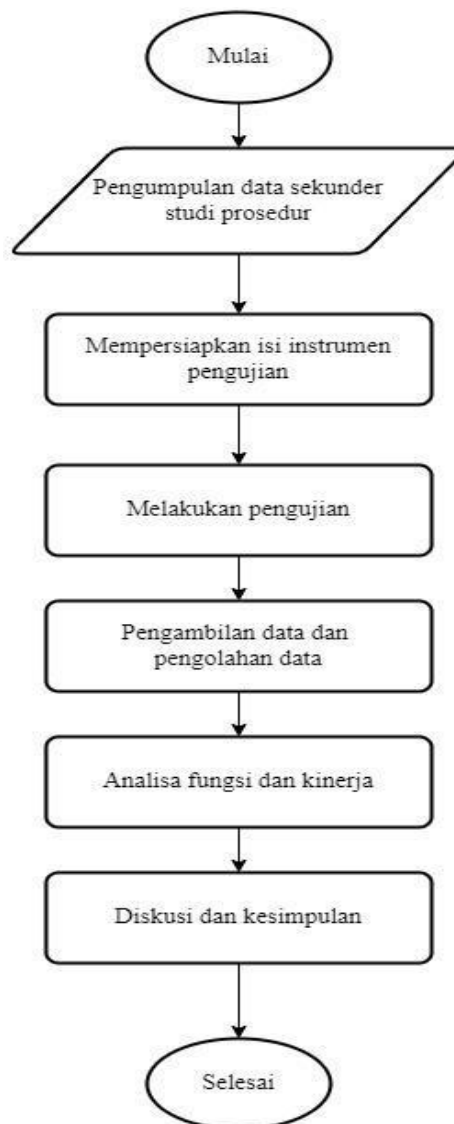 Mulai
Pengumpulan data sekunder
studi prosedur
Mempersiapkan isi instrumen
pengujian
Melakukan pengujian
Pengambilan data dan
pengolahan data
Analisa fungsi dan kinerja
Diskusi dan kesimpulan
Selesai